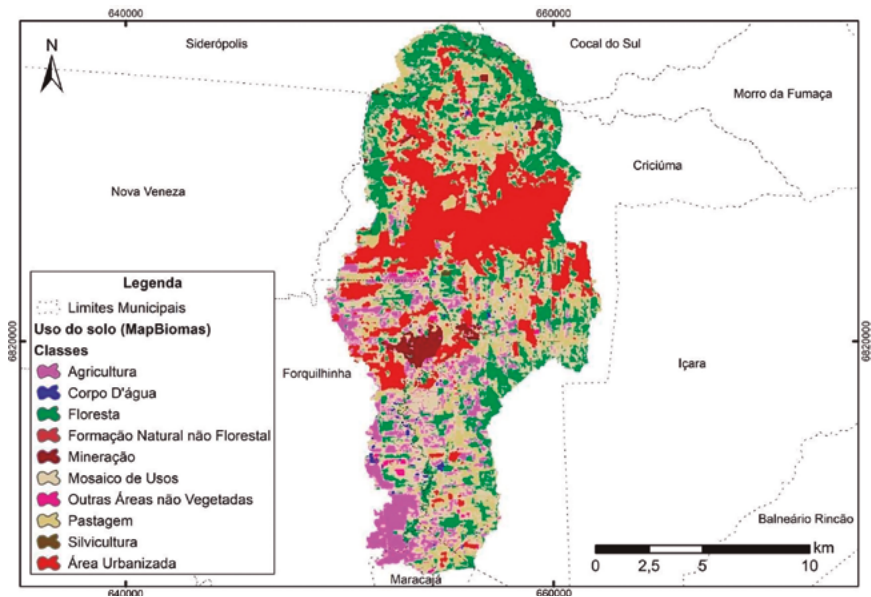 640000
660000
Siderópolis
Cocal do Sul
N
Morro da Fumaça
Criciúma
Nova Veneza
Legenda
Limites Municipais
Uso do solo (MapBiomas)
Classes
Agricultura
Corpo D'água
Floresta
Formação Natural não Florestal
Mineração
Mosaico de Usos
Outras Áreas não Vegetadas
Pastagem
Silvicultura
Área Urbanizada
6820000
6820000
Forquilhinha
Içara
Balneário Rincão
km
0 2,5 5 10
Maracajá
640000
660000